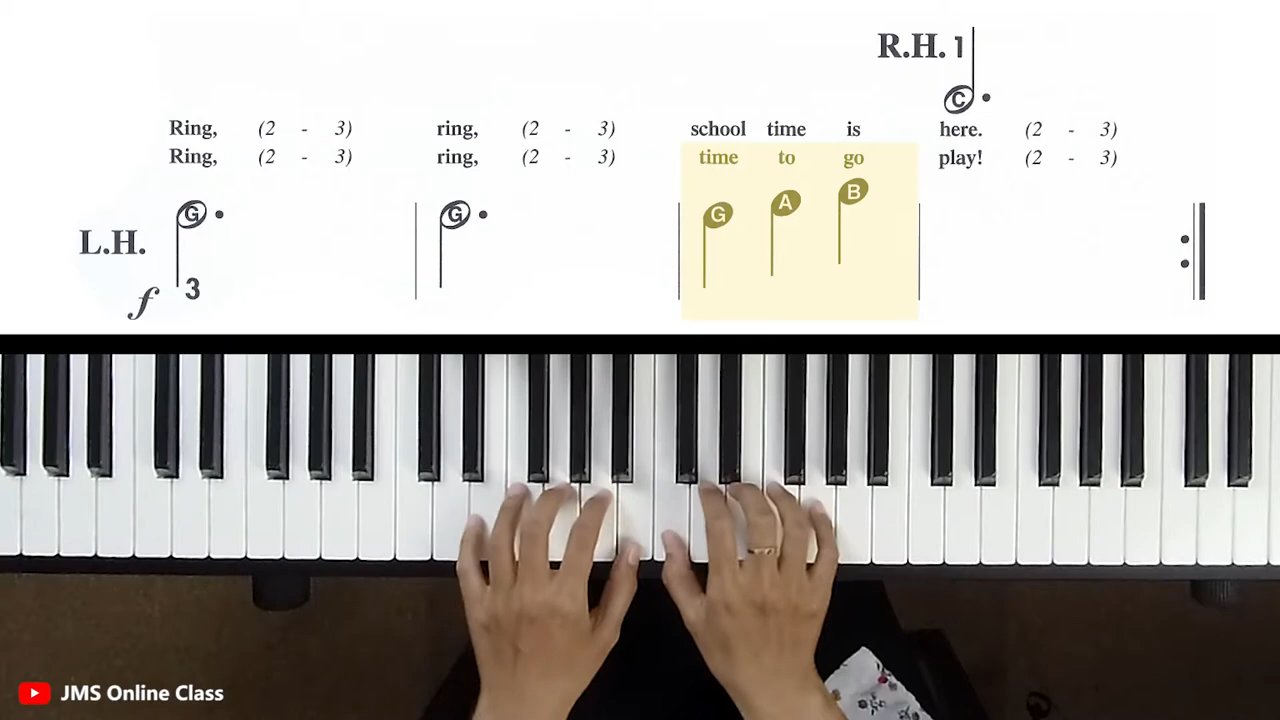 R.H. 1
C
Ring, (2 - 3) ring, (2 - 3) school time is here. (2 - 3)
Ring, (2 - 3) ring, (2 - 3) time to go play! (2 - 3)
G G G A B
L.H.
f 3
JMS Online Class